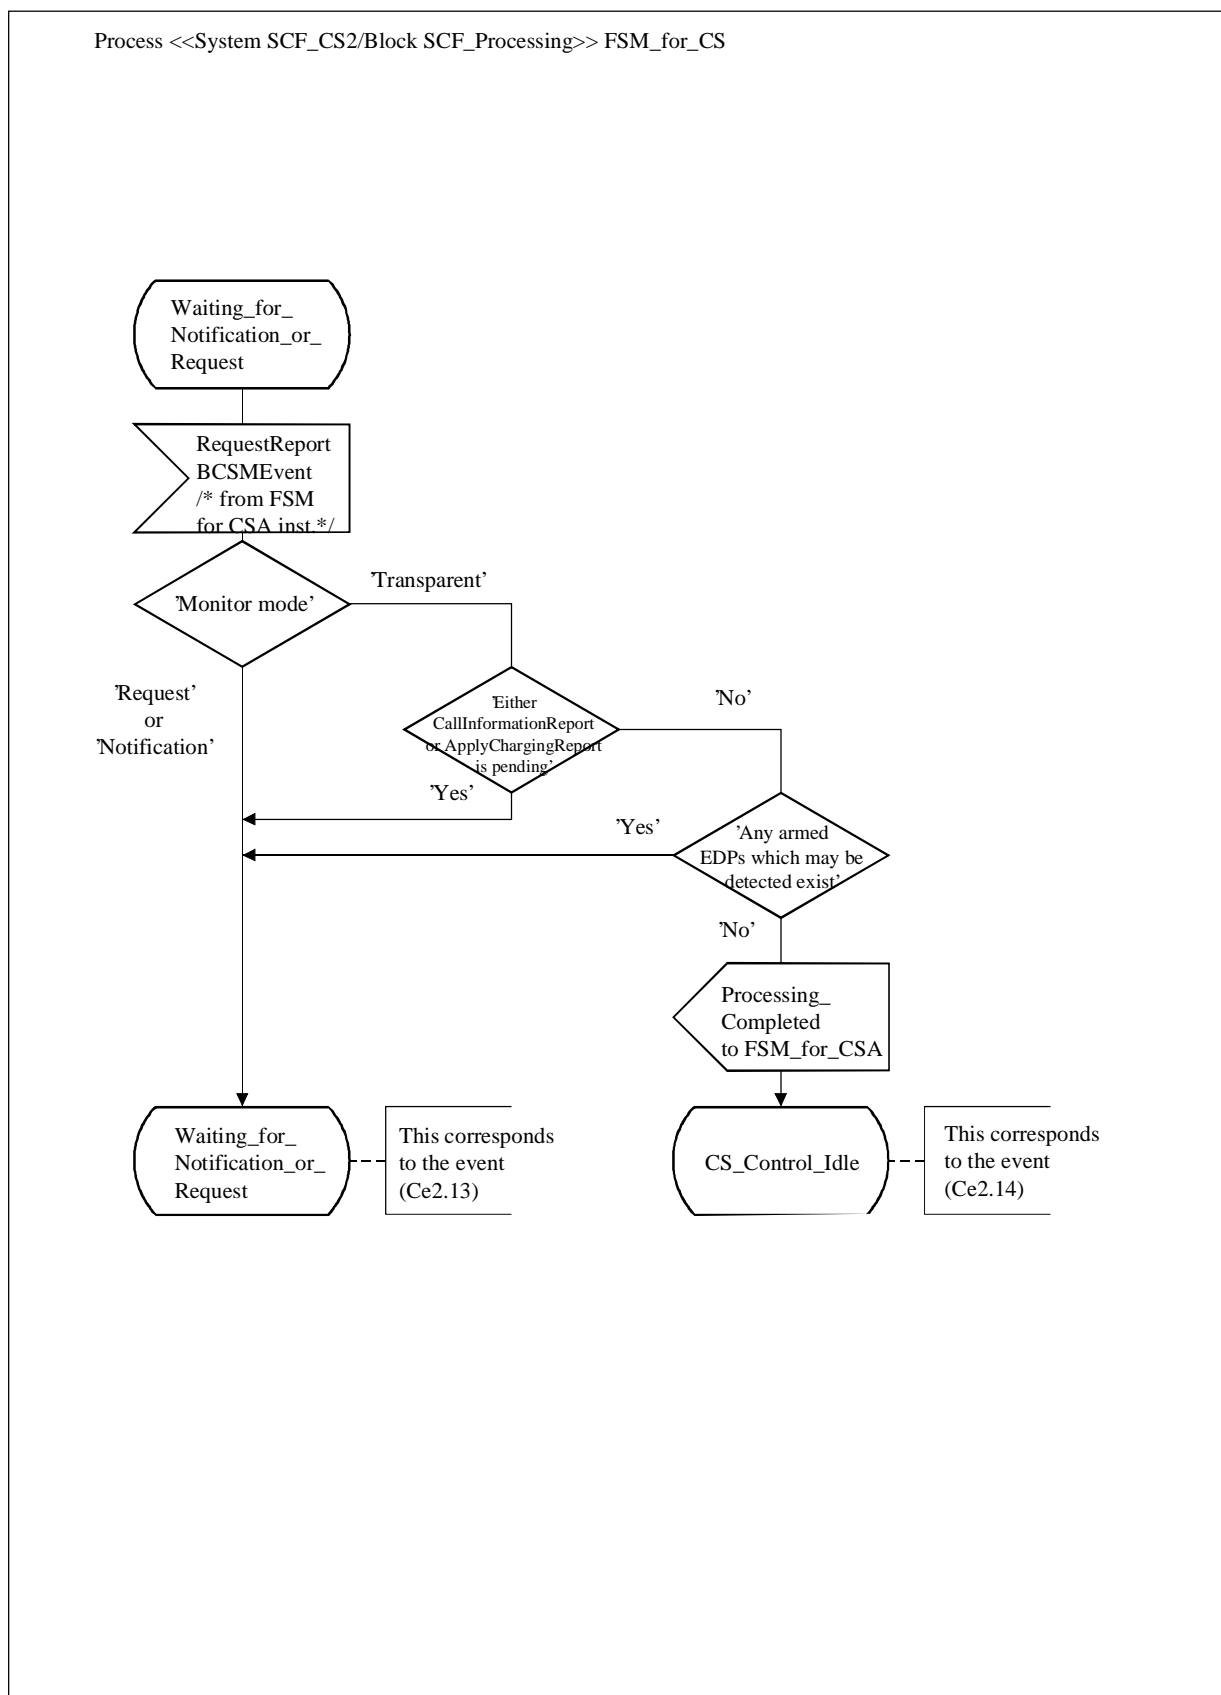 Process <<System SCF_CS2/Block SCF_Processing>> FSM_for_CS
Waiting_for_
Notification_or_
Request
RequestReport
BCSMEvent
/* from FSM
for CSA inst.*/
'Monitor mode'
'Transparent'
'Request'
or
'Notification'
'Either
CallInformationReport
or ApplyChargingReport
is pending'
'No'
'Yes'
'Yes'
'Any armed
EDPs which may be
detected exist'
'No'
Processing_
Completed
to FSM_for_CSA
Waiting_for_
Notification_or_
Request
This corresponds
to the event
(Ce2.13)
CS_Control_Idle
This corresponds
to the event
(Ce2.14)